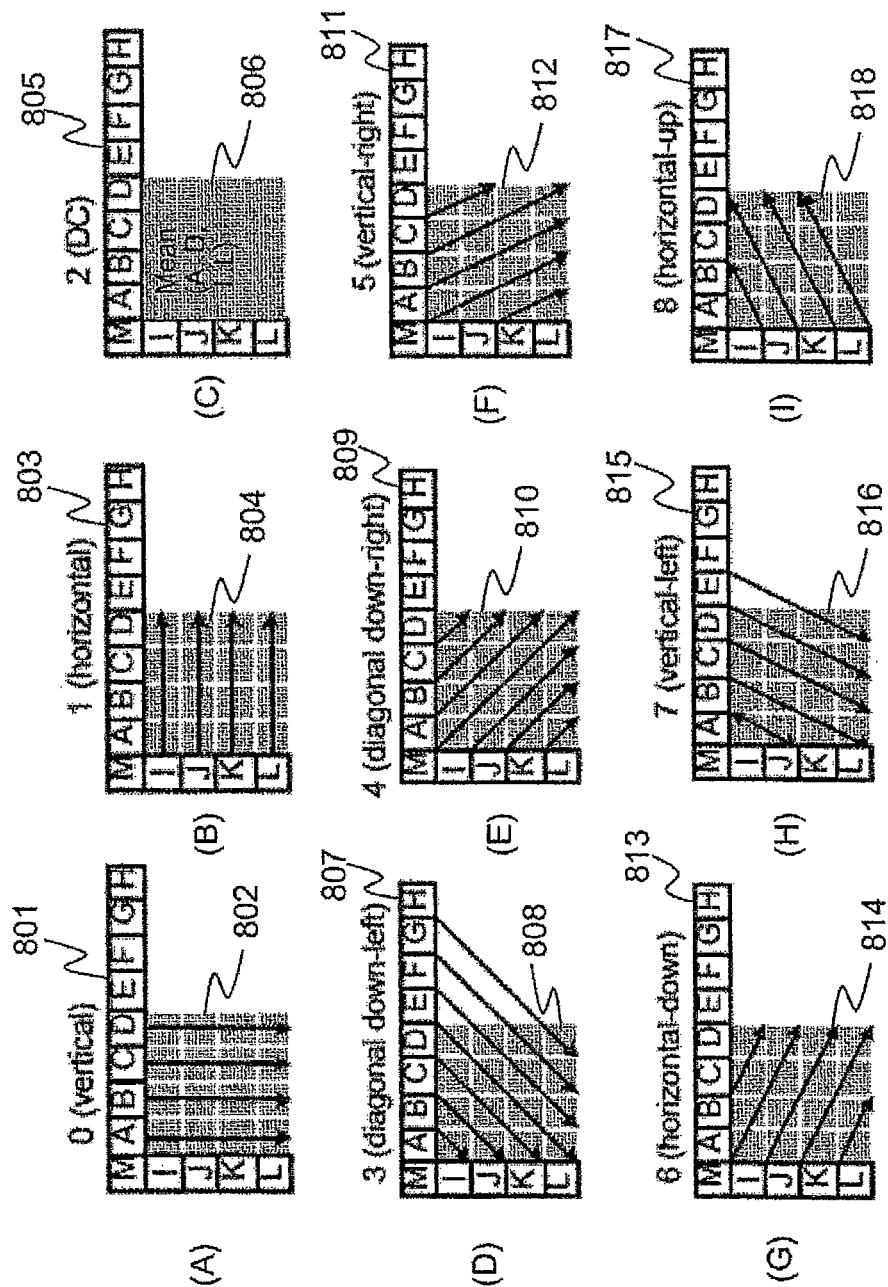 (A)
0 (vertical)
801
M A B C D E F G H
I
J
K
L
802
(B)
1 (horizontal)
803
M A B C D E F G H
I
J
K
L
804
(C)
2 (DC)
805
M A B C D E F G H
I
J
K
L
Mean
(A-D,
I-L)
806
(D)
3 (diagonal down-left)
807
M A B C D E F G H
I
J
K
L
808
(E)
4 (diagonal down-right)
809
M A B C D E F G H
I
J
K
L
810
(F)
5 (vertical-right)
811
M A B C D E F G H
I
J
K
L
812
(G)
6 (horizontal-down)
813
M A B C D E F G H
I
J
K
L
814
(H)
7 (vertical-left)
815
M A B C D E F G H
I
J
K
L
816
(I)
8 (horizontal-up)
817
M A B C D E F G H
I
J
K
L
818